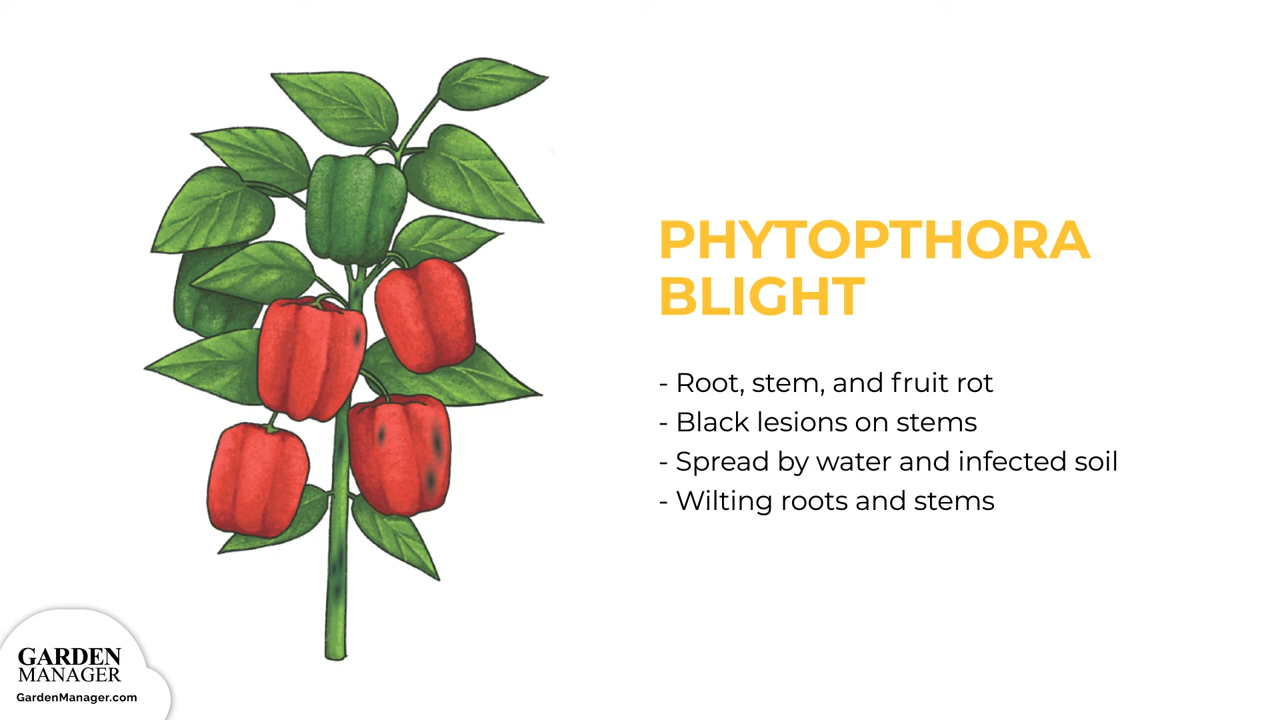 PHYTOPTHORA
BLIGHT
- Root, stem, and fruit rot
- Black lesions on stems
- Spread by water and infected soil
- Wilting roots and stems
GARDEN
MANAGER
GardenManager.com